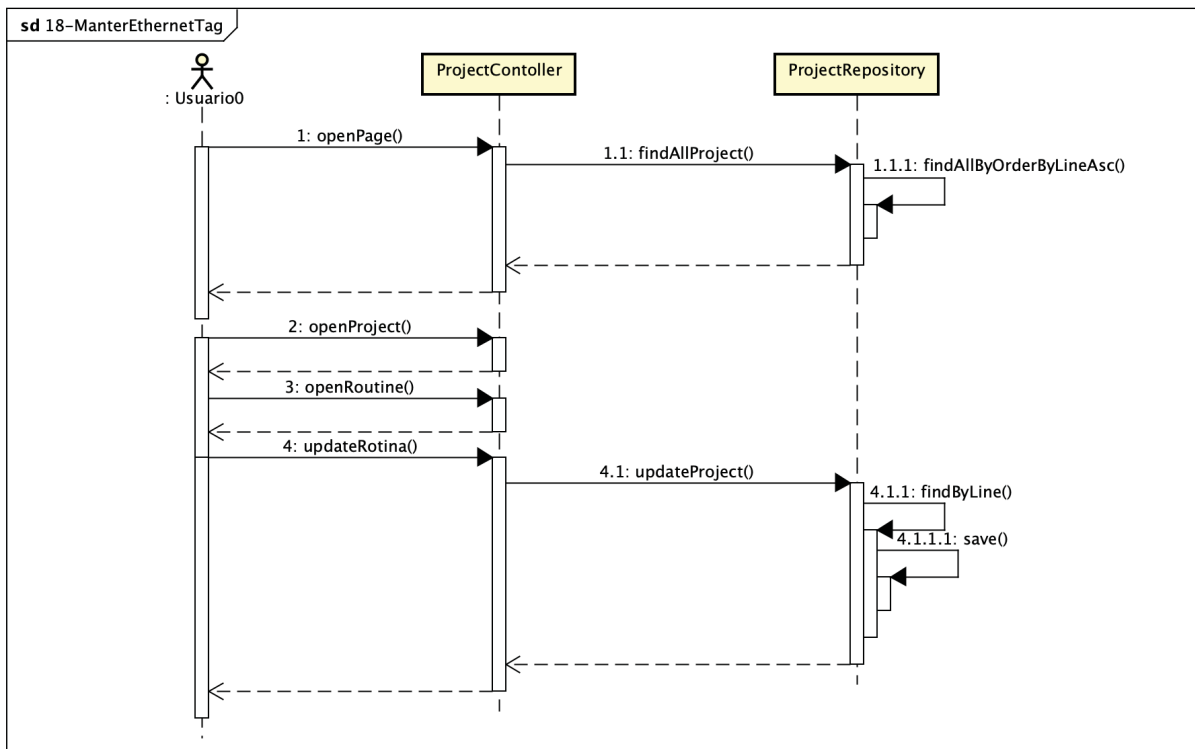 sd 18-ManterEthernetTag
: Usuario0
ProjectContoller
ProjectRepository
1: openPage()
1.1: findAllProject()
1.1.1: findAllByOrderByLineAsc()
2: openProject()
3: openRoutine()
4: updateRotina()
4.1: updateProject()
4.1.1: findByLine()
4.1.1.1: save()